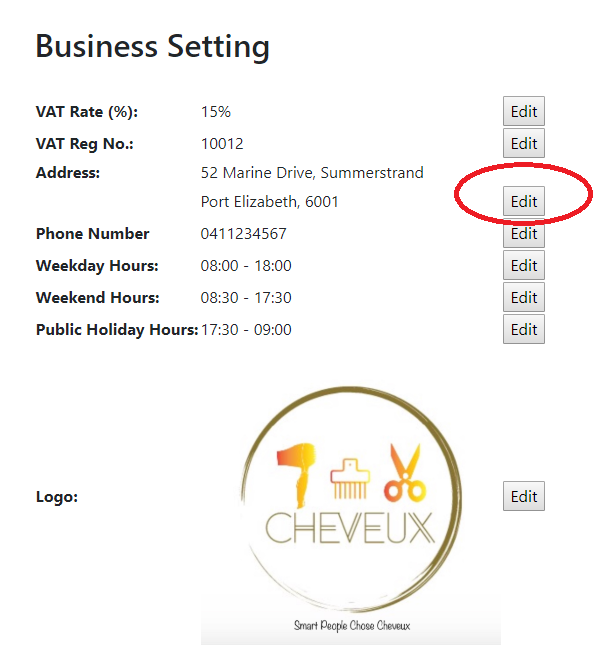 Business Setting
VAT Rate (%): 15% Edit
VAT Reg No.: 10012 Edit
Address: 52 Marine Drive, Summerstrand
Port Elizabeth, 6001 Edit
Phone Number 0411234567 Edit
Weekday Hours: 08:00 - 18:00 Edit
Weekend Hours: 08:30 - 17:30 Edit
Public Holiday Hours: 17:30 - 09:00 Edit
Logo: Edit
CHEVEUX
Smart People Chose Cheveux